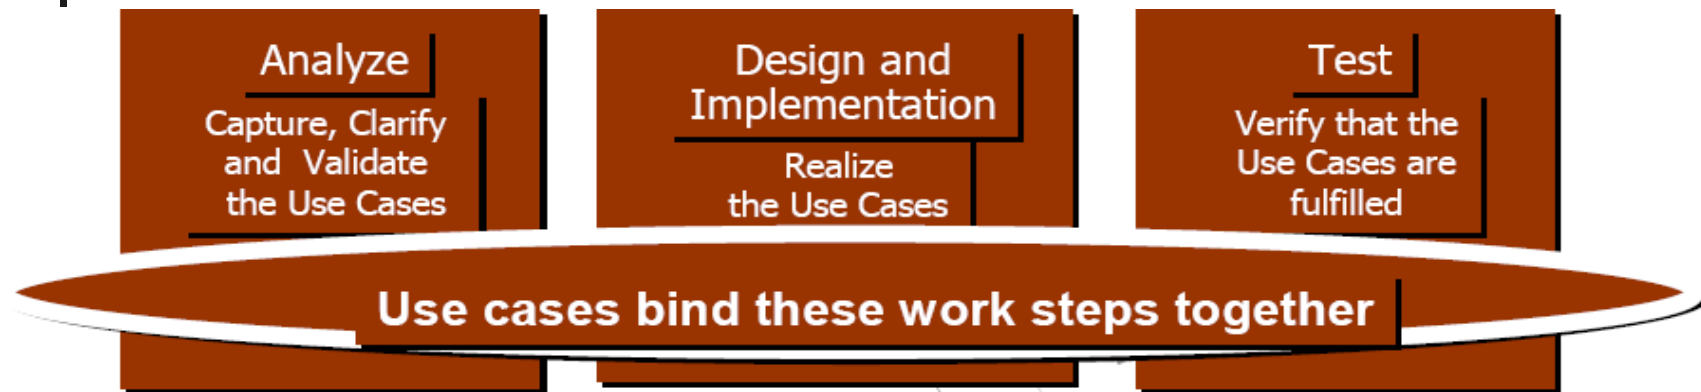 Analyze
Capture, Clarify
and Validate
the Use Cases
Design and
Implementation
Realize
the Use Cases
Test
Verify that the
Use Cases are
fulfilled
Use cases bind these work steps together